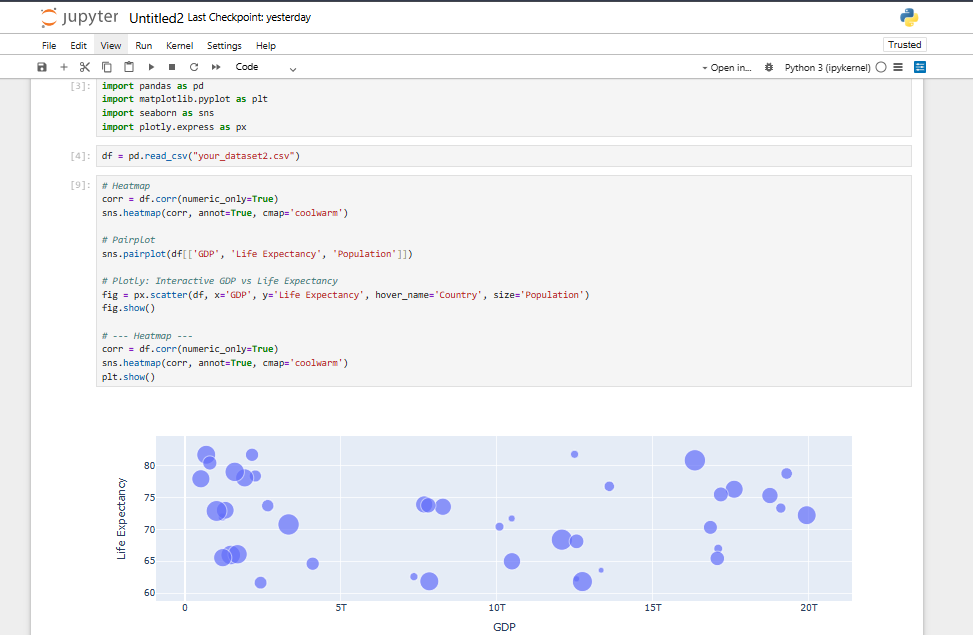 jupyter Untitled2 Last Checkpoint: yesterday
File Edit View Run Kernel Settings Help Trusted
Code Open in... Python 3 (ipykernel)
[3]: import pandas as pd
import matplotlib.pyplot as plt
import seaborn as sns
import plotly.express as px
[4]: df = pd.read_csv("your_dataset2.csv")
[9]: # Heatmap
corr = df.corr(numeric_only=True)
sns.heatmap(corr, annot=True, cmap='coolwarm')
# Pairplot
sns.pairplot(df[['GDP', 'Life Expectancy', 'Population']])
# Plotly: Interactive GDP vs Life Expectancy
fig = px.scatter(df, x='GDP', y='Life Expectancy', hover_name='Country', size='Population')
fig.show()
# --- Heatmap ---
corr = df.corr(numeric_only=True)
sns.heatmap(corr, annot=True, cmap='coolwarm')
plt.show()
Life Expectancy
80
75
70
65
60
0 5T 10T 15T 20T
GDP